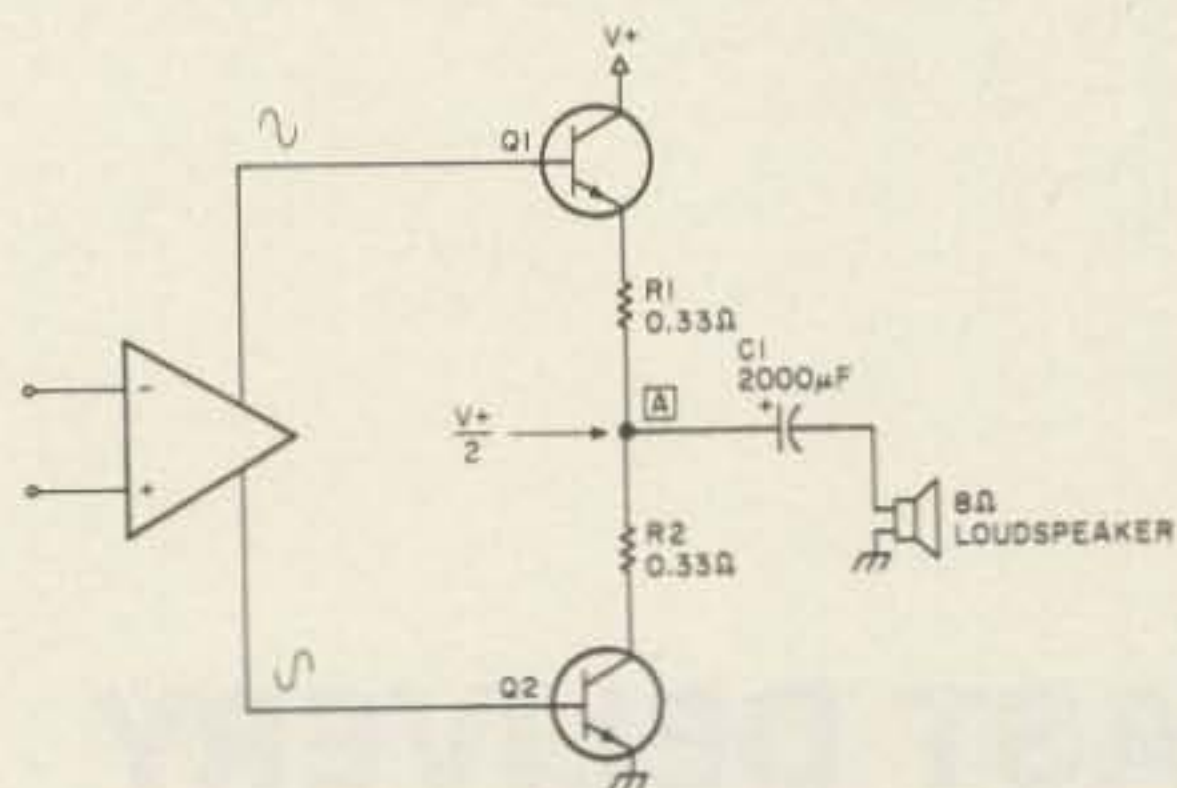 V+
Q1
R1
0.33Ω
C1
2000µF
+
A
V+
2
-
+
R2
0.33Ω
8Ω
LOUDSPEAKER
Q2